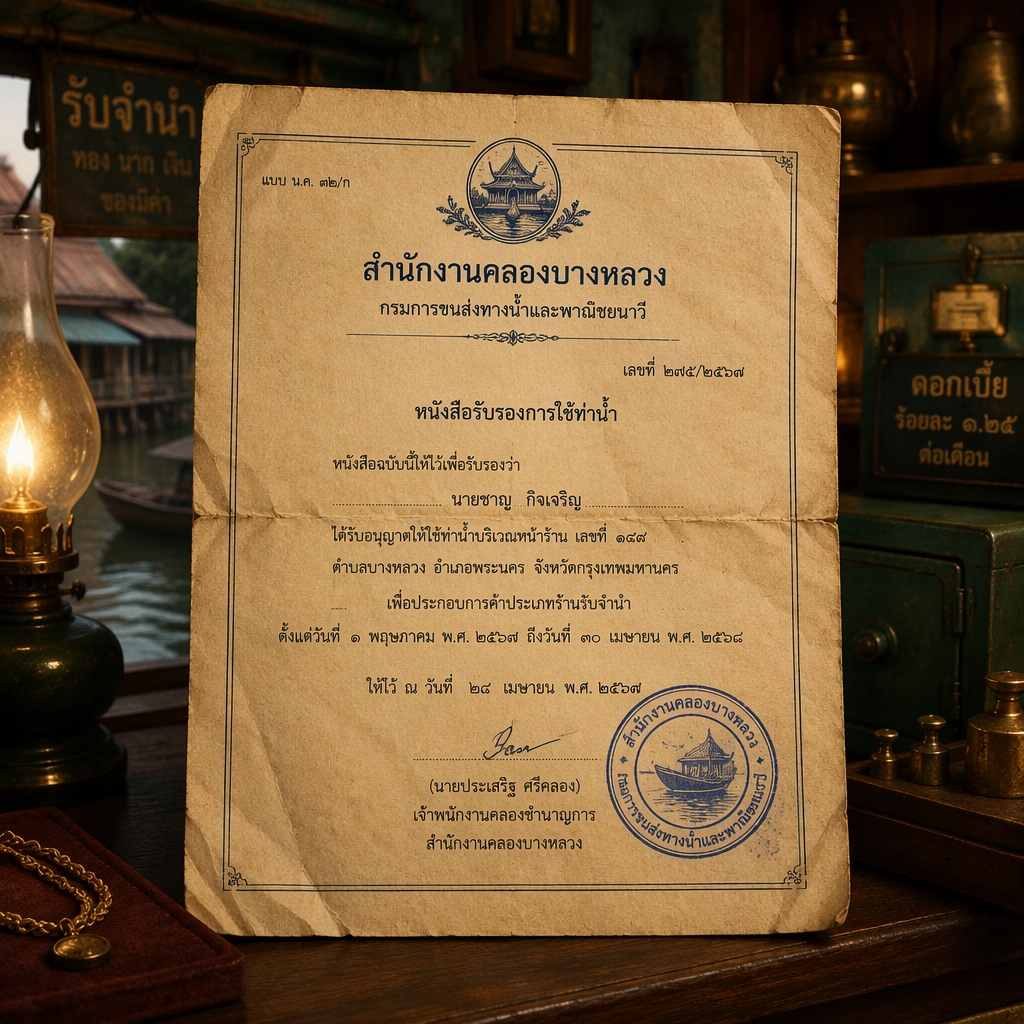 รับจำนำ
ทอง นาก เงิน
ของมีค่า
แบบ น.ค. ๓๒/ก
สำนักงานคลองบางหลวง
กรมการขนส่งทางน้ำและพาณิชยนาวี
เลขที่ ๒๗๕/๒๕๖๗
หนังสือรับรองการใช้ท่าน้ำ
หนังสือฉบับนี้ให้ไว้เพื่อรับรองว่า
นายชาญ กิจเจริญ
ได้รับอนุญาตให้ใช้ท่าน้ำบริเวณหน้าร้าน เลขที่ ๑๔๘
ตำบลบางหลวง อำเภอพระนคร จังหวัดกรุงเทพมหานคร
เพื่อประกอบการค้าประเภทร้านรับจำนำ
ตั้งแต่วันที่ ๑ พฤษภาคม พ.ศ. ๒๕๖๗ ถึงวันที่ ๓๐ เมษายน พ.ศ. ๒๕๖๘
ให้ไว้ ณ วันที่ ๒๘ เมษายน พ.ศ. ๒๕๖๗
(นายประเสริฐ ศรีคลอง)
เจ้าพนักงานคลองชำนาญการ
สำนักงานคลองบางหลวง
สำนักงานคลองบางหลวง
ดอกเบี้ย
ร้อยละ ๑.๒๕
ต่อเดือน